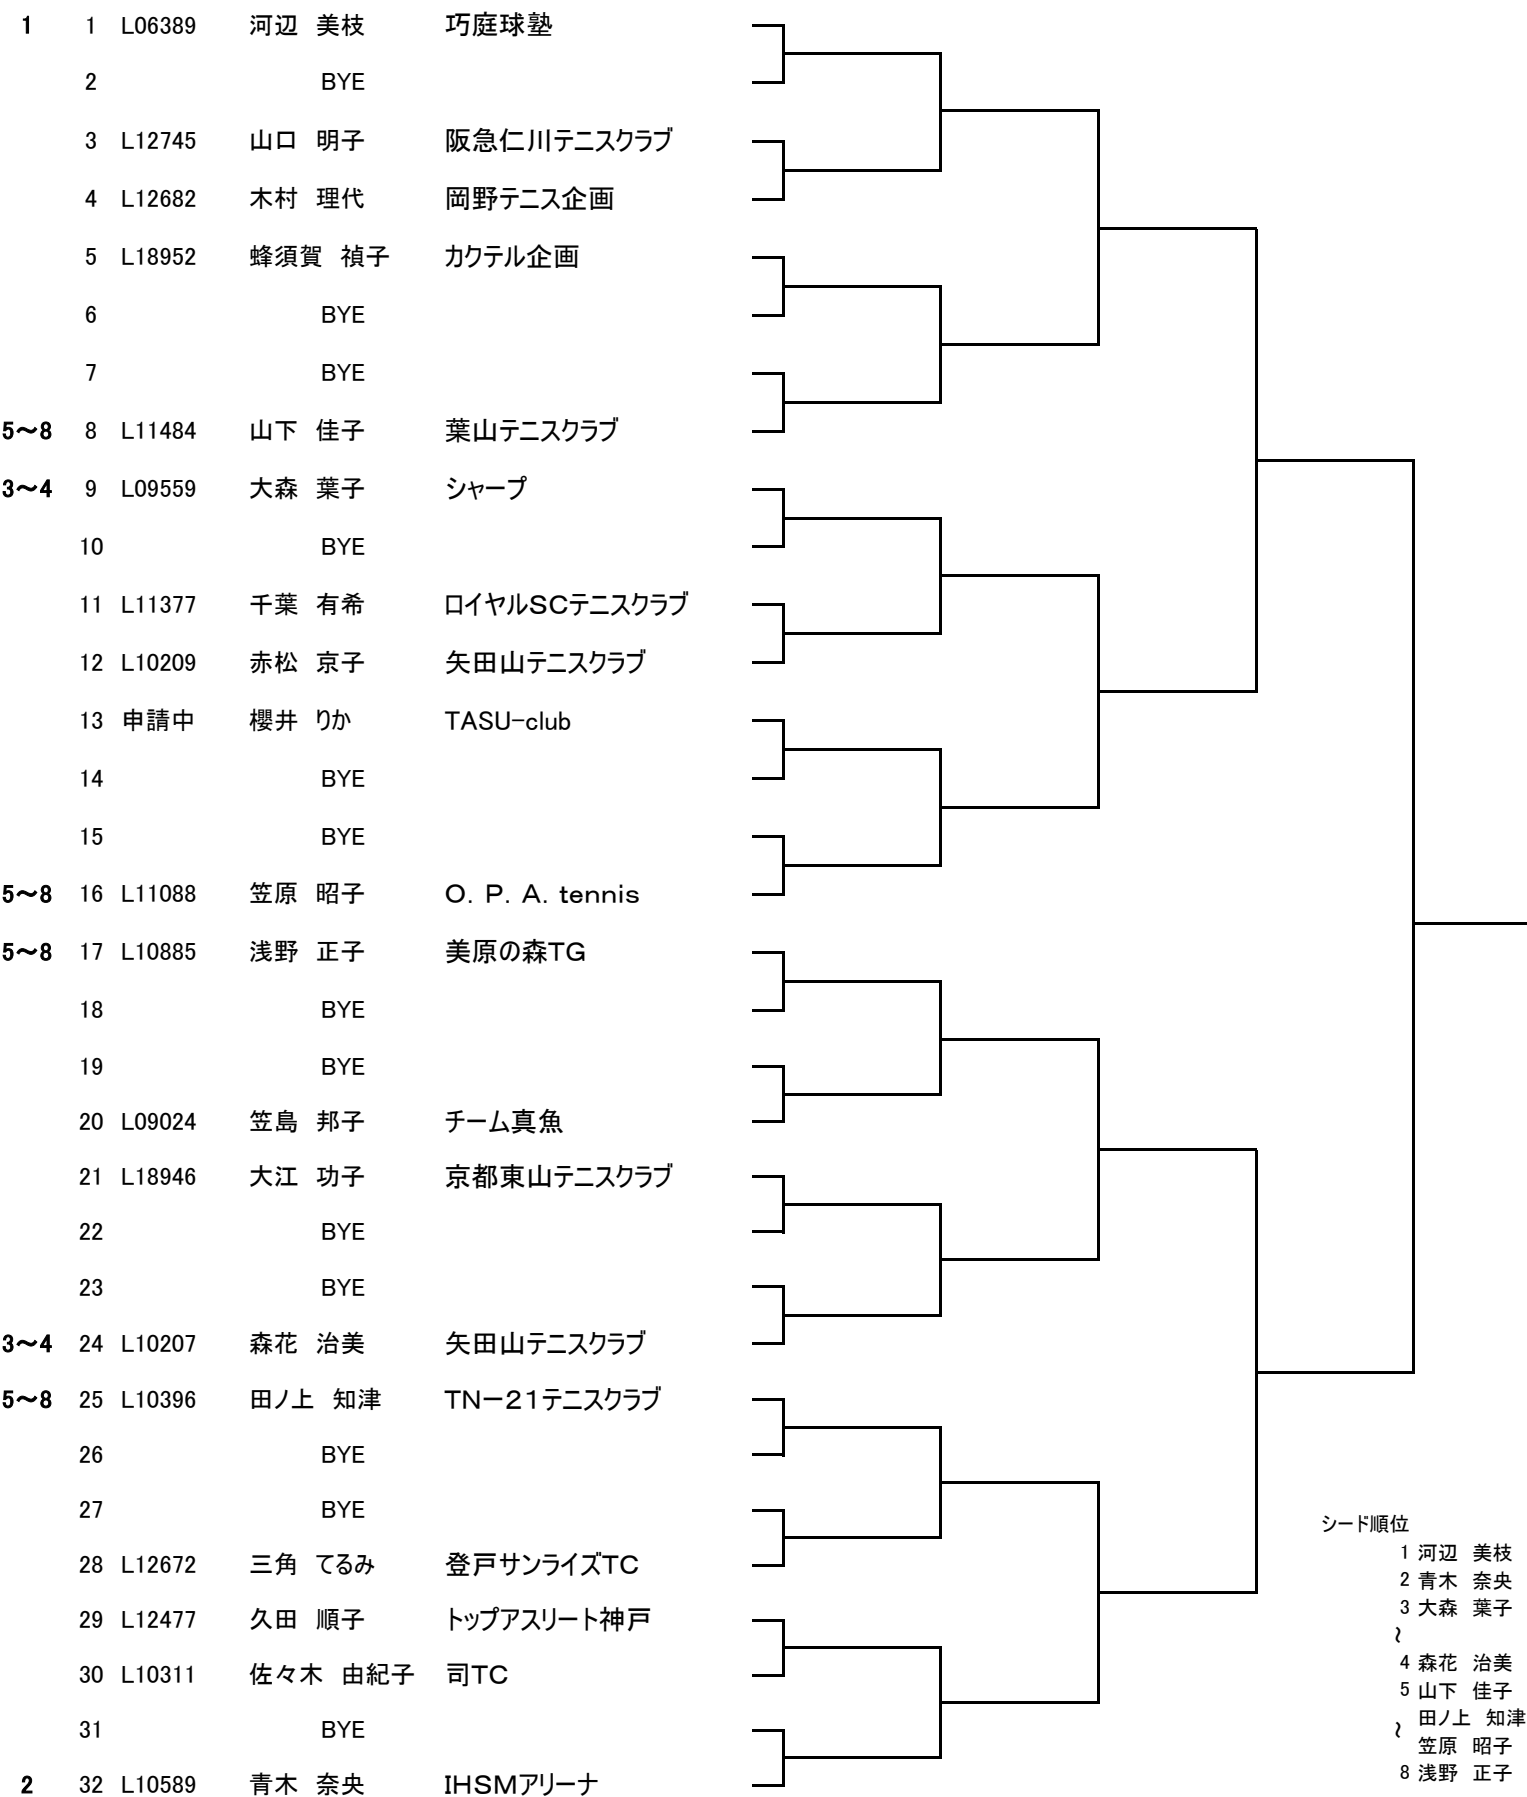 1 1 L06389 河辺 美枝 巧庭球塾
2 BYE
3 L12745 山口 明子 阪急仁川テニスクラブ
4 L12682 木村 理代 岡野テニス企画
5 L18952 蜂須賀 禎子 カクテル企画
6 BYE
7 BYE
5～8 8 L11484 山下 佳子 葉山テニスクラブ
3～4 9 L09559 大森 葉子 シャープ
10 BYE
11 L11377 千葉 有希 ロイヤルSCテニスクラブ
12 L10209 赤松 京子 矢田山テニスクラブ
13 申請中 櫻井 りか TASU-club
14 BYE
15 BYE
5～8 16 L11088 笠原 昭子 O. P. A. tennis
5～8 17 L10885 浅野 正子 美原の森TG
18 BYE
19 BYE
20 L09024 笠島 邦子 チーム真魚
21 L18946 大江 功子 京都東山テニスクラブ
22 BYE
23 BYE
3～4 24 L10207 森花 治美 矢田山テニスクラブ
5～8 25 L10396 田ノ上 知津 TNー21テニスクラブ
26 BYE
27 BYE
28 L12672 三角 てるみ 登戸サンライズTC
29 L12477 久田 順子 トップアスリート神戸
30 L10311 佐々木 由紀子 司TC
31 BYE
2 32 L10589 青木 奈央 IHSMアリーナ
シード順位
1 河辺 美枝
2 青木 奈央
3 大森 葉子
～
4 森花 治美
5 山下 佳子
～ 田ノ上 知津
笠原 昭子
8 浅野 正子